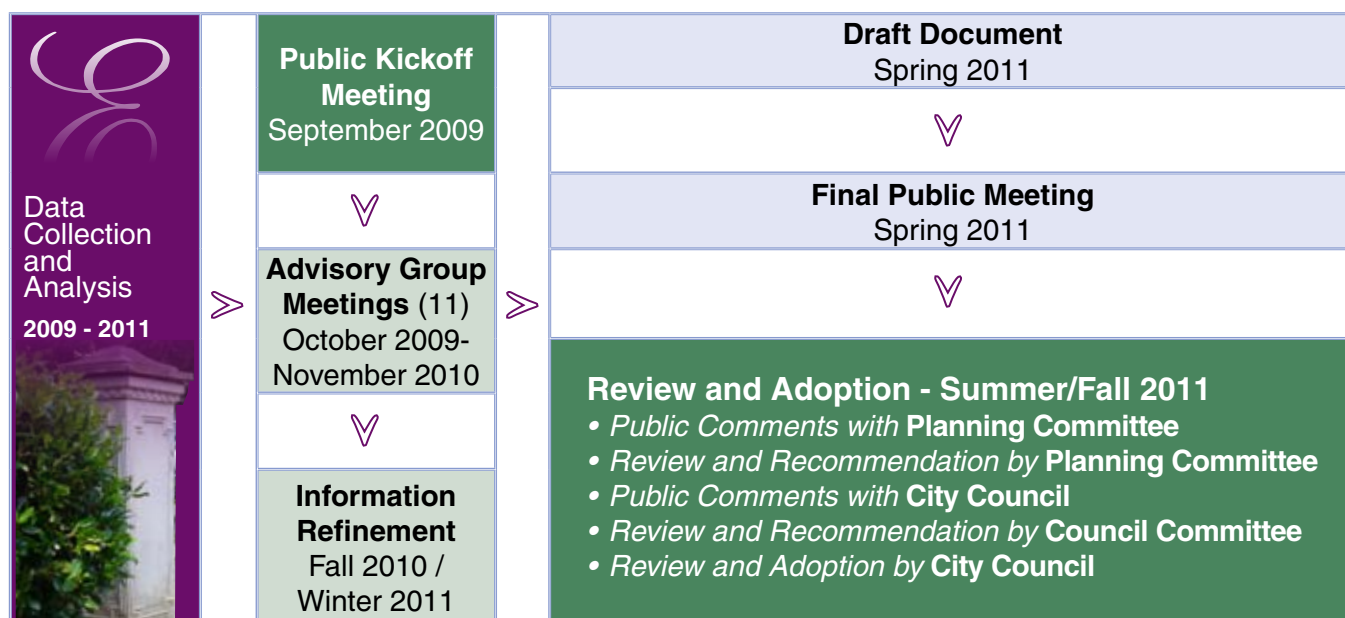 Data
Collection
and
Analysis
2009 - 2011
Public Kickoff
Meeting
September 2009
Advisory Group
Meetings (11)
October 2009-
November 2010
Information
Refinement
Fall 2010 /
Winter 2011
Draft Document
Spring 2011
Final Public Meeting
Spring 2011
Review and Adoption - Summer/Fall 2011
• Public Comments with Planning Committee
• Review and Recommendation by Planning Committee
• Public Comments with City Council
• Review and Recommendation by Council Committee
• Review and Adoption by City Council